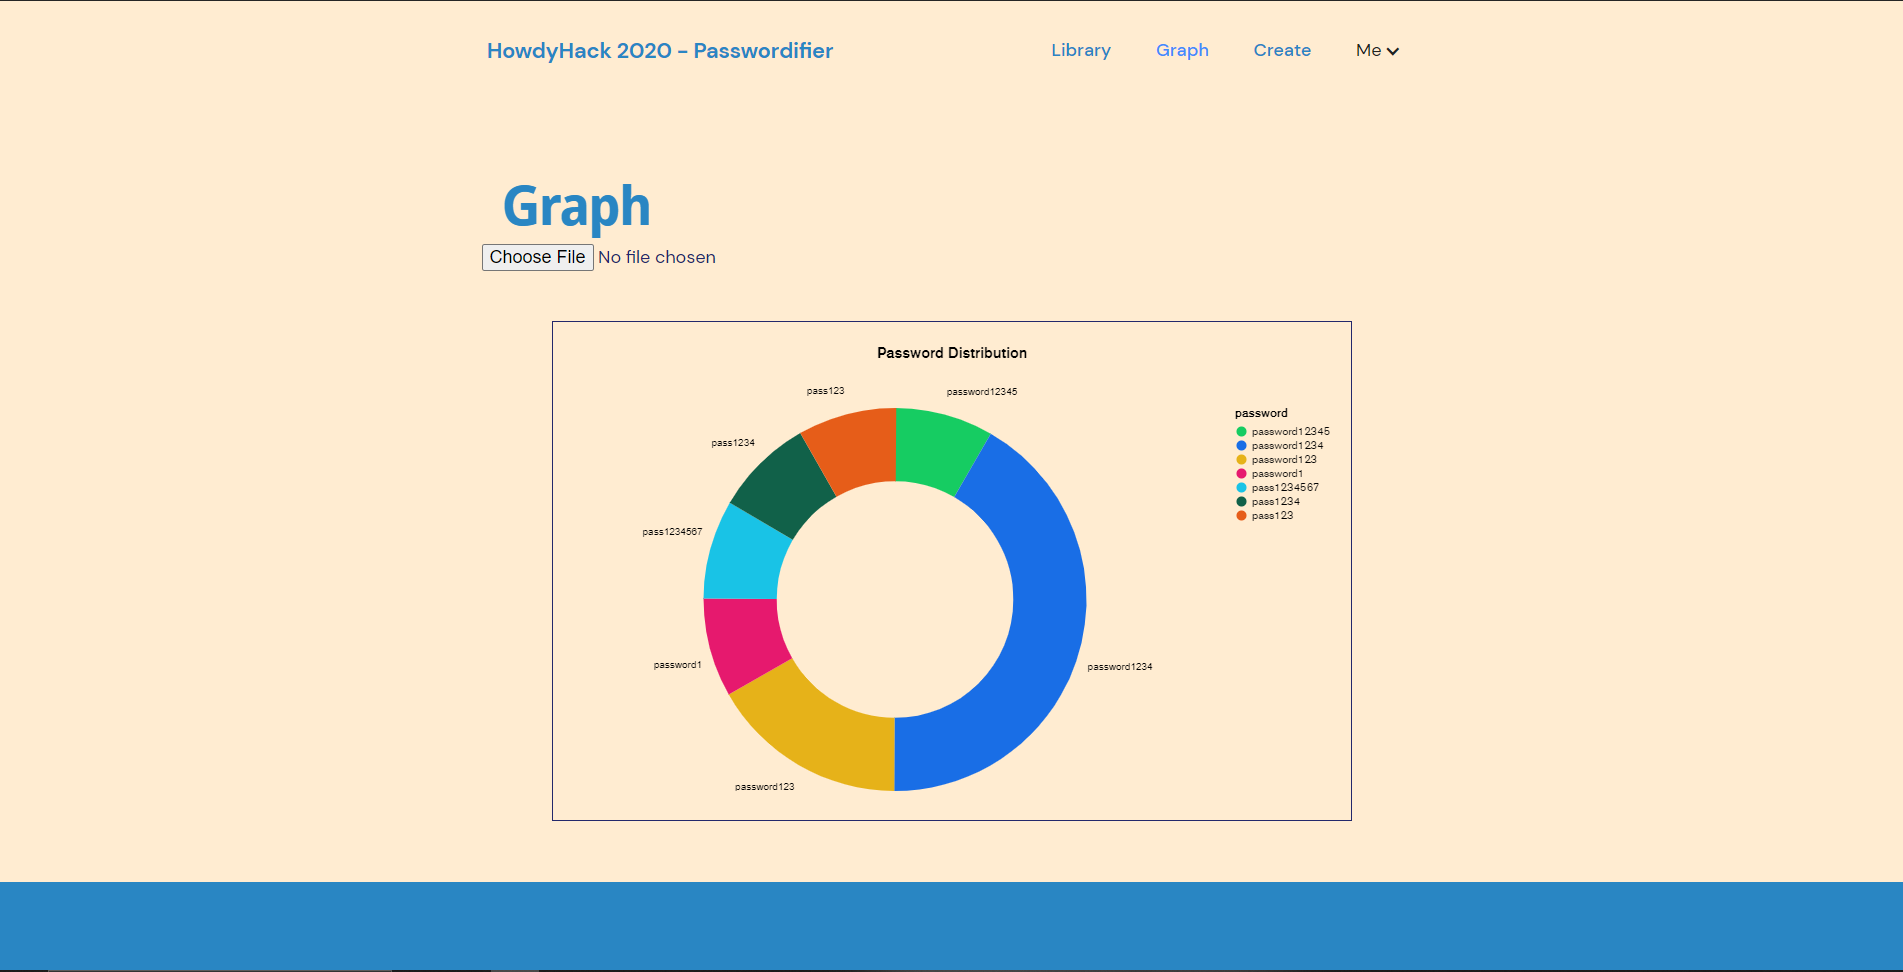 HowdyHack 2020 - Passwordifier
Library
Graph
Create
Me
Graph
Choose File No file chosen
Password Distribution
pass123
password12345
pass1234
pass1234567
password1
password1234
password123
password
password12345
password1234
password123
password1
pass1234567
pass1234
pass123